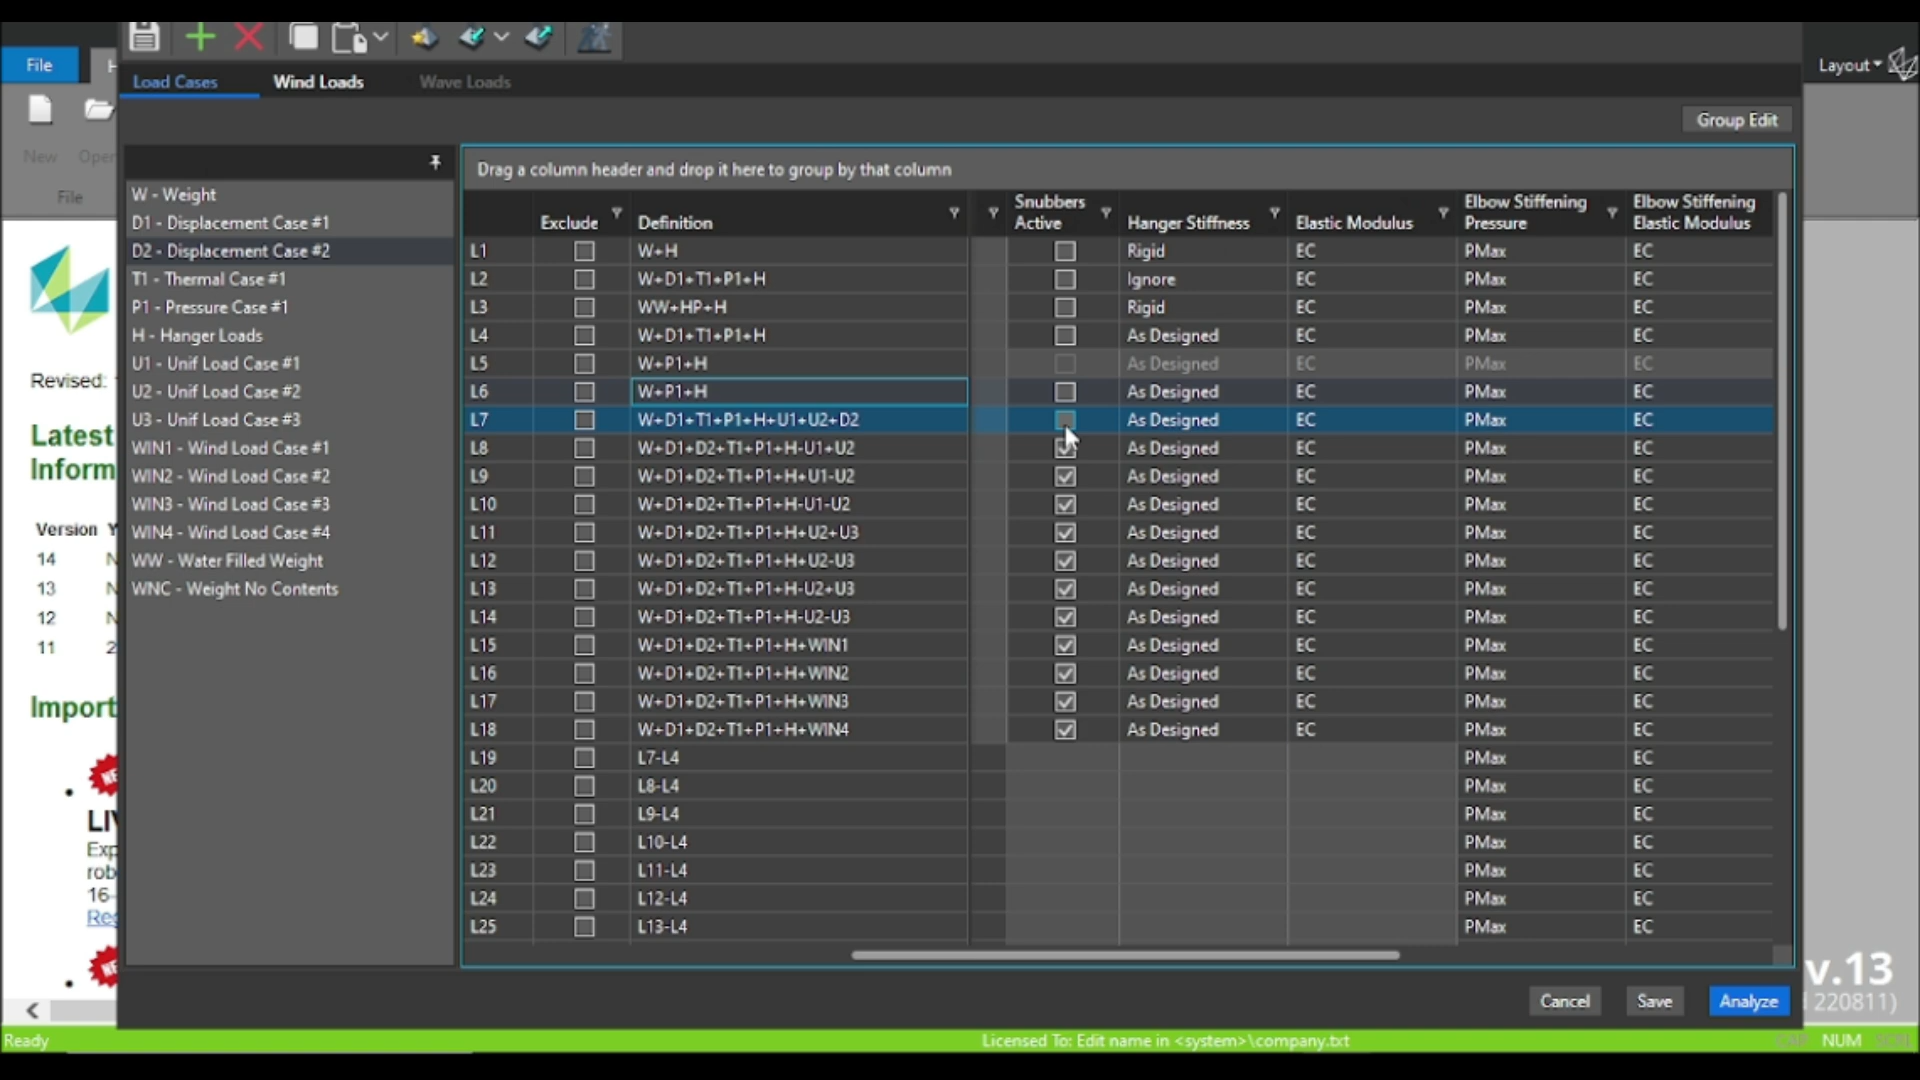 File
Layout
Load Cases
Wind Loads
Wave Loads
New
Open
File
Group Edit
W - Weight
D1 - Displacement Case #1
D2 - Displacement Case #2
T1 - Thermal Case #1
P1 - Pressure Case #1
H - Hanger Loads
U1 - Unif Load Case #1
U2 - Unif Load Case #2
U3 - Unif Load Case #3
WIN1 - Wind Load Case #1
WIN2 - Wind Load Case #2
WIN3 - Wind Load Case #3
WIN4 - Wind Load Case #4
WW - Water Filled Weight
WNC - Weight No Contents
Drag a column header and drop it here to group by that column
Exclude Definition Snubbers Active Hanger Stiffness Elastic Modulus Elbow Stiffening Pressure Elbow Stiffening Elastic Modulus
L1 W+H Rigid EC PMax EC
L2 W+D1+T1+P1+H Ignore EC PMax EC
L3 WW+HP+H Rigid EC PMax EC
L4 W+D1+T1+P1+H As Designed EC PMax EC
L5 W+P1+H As Designed EC PMax EC
L6 W+P1+H As Designed EC PMax EC
L7 W+D1+T1+P1+H+U1+U2+D2 As Designed EC PMax EC
L8 W+D1+D2+T1+P1+H-U1+U2 As Designed EC PMax EC
L9 W+D1+D2+T1+P1+H+U1-U2 As Designed EC PMax EC
L10 W+D1+D2+T1+P1+H-U1-U2 As Designed EC PMax EC
L11 W+D1+D2+T1+P1+H+U2+U3 As Designed EC PMax EC
L12 W+D1+D2+T1+P1+H+U2-U3 As Designed EC PMax EC
L13 W+D1+D2+T1+P1+H-U2+U3 As Designed EC PMax EC
L14 W+D1+D2+T1+P1+H-U2-U3 As Designed EC PMax EC
L15 W+D1+D2+T1+P1+H+WIN1 As Designed EC PMax EC
L16 W+D1+D2+T1+P1+H+WIN2 As Designed EC PMax EC
L17 W+D1+D2+T1+P1+H+WIN3 As Designed EC PMax EC
L18 W+D1+D2+T1+P1+H+WIN4 As Designed EC PMax EC
L19 L7-L4 PMax EC
L20 L8-L4 PMax EC
L21 L9-L4 PMax EC
L22 L10-L4 PMax EC
L23 L11-L4 PMax EC
L24 L12-L4 PMax EC
L25 L13-L4 PMax EC
Revised:
Latest
Inform
Version Y
14 N
13 N
12 N
11 2
Import
LIV
Exp
rob
16-
Reg
v.13
220811)
Cancel
Save
Analyze
Ready
Licensed To: Edit name in <system>\company.txt
CAP NUM SCRL